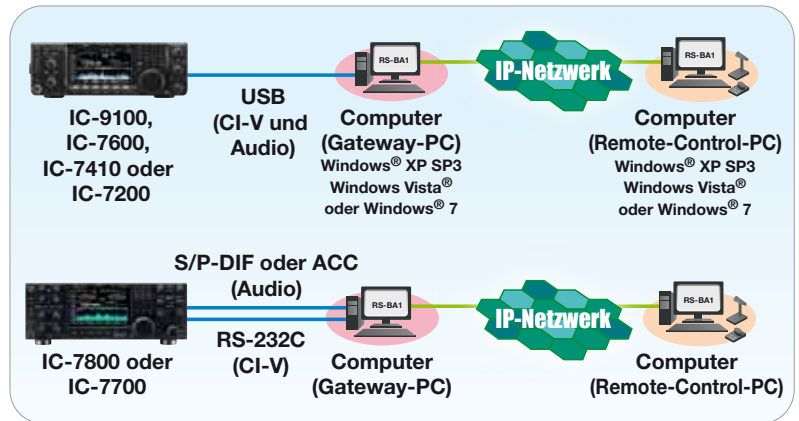 RS-BA1
IP-Netzwerk
RS-BA1
IC-9100,
IC-7600,
IC-7410 oder
IC-7200
USB
(CI-V und
Audio)
Computer
(Gateway-PC)
Windows® XP SP3
Windows Vista®
oder Windows® 7
Computer
(Remote-Control-PC)
Windows® XP SP3
Windows Vista®
oder Windows® 7
S/P-DIF oder ACC
(Audio)
RS-BA1
IP-Netzwerk
RS-BA1
IC-7800 oder
IC-7700
RS-232C
(CI-V)
Computer
(Gateway-PC)
Computer
(Remote-Control-PC)